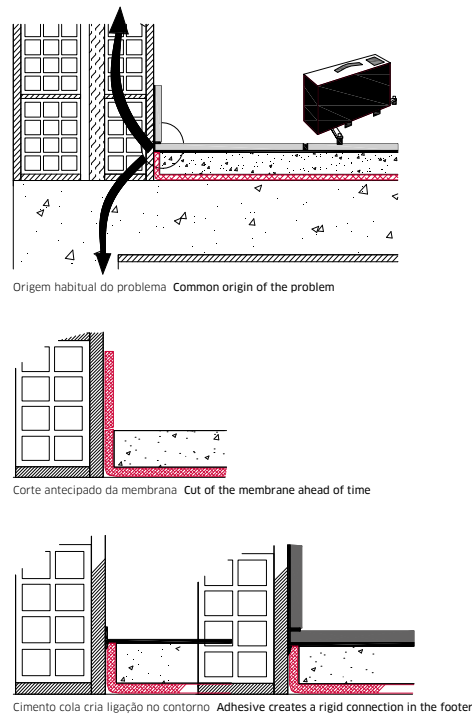 Origem habitual do problema Common origin of the problem
Corte antecipado da membrana Cut of the membrane ahead of time
Cimento cola cria ligação no contorno Adhesive creates a rigid connection in the footer